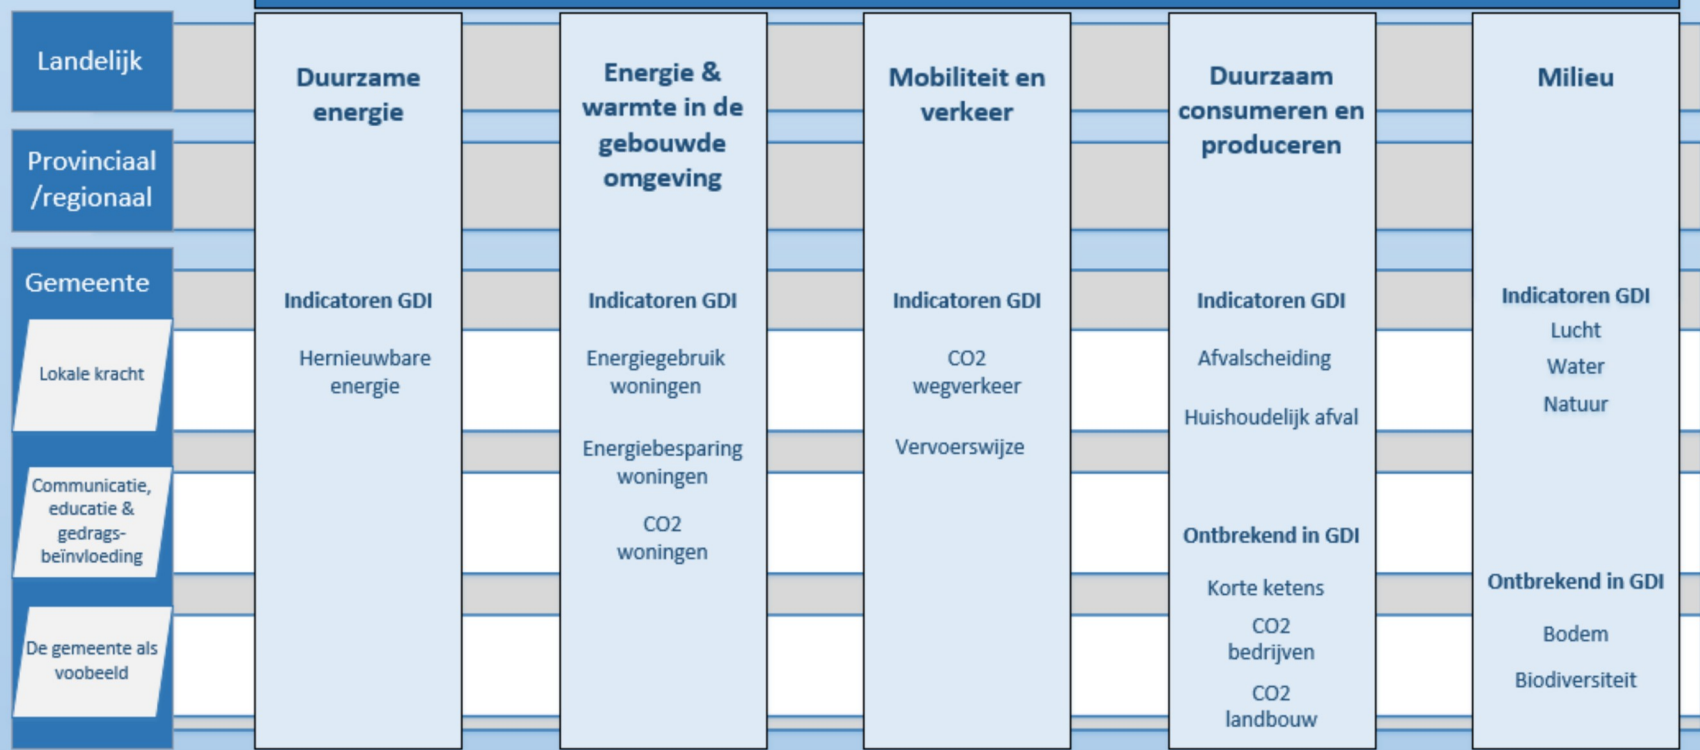 Landelijk
Provinciaal
/regionaal
Gemeente
Lokale kracht
Communicatie,
educatie &
gedrags-
beïnvloeding
De gemeente als
voobeeld
Duurzame
energie
Indicatoren GDI
Hernieuwbare
energie
Energie &
warmte in de
gebouwde
omgeving
Indicatoren GDI
Energiegebruik
woningen
Energiebesparing
woningen
CO2
woningen
Mobiliteit en
verkeer
Indicatoren GDI
CO2
wegverkeer
Vervoerswijze
Duurzaam
consumeren en
produceren
Indicatoren GDI
Afvalscheiding
Huishoudelijk afval
Ontbrekend in GDI
Korte ketens
CO2
bedrijven
CO2
landbouw
Milieu
Indicatoren GDI
Lucht
Water
Natuur
Ontbrekend in GDI
Bodem
Biodiversiteit